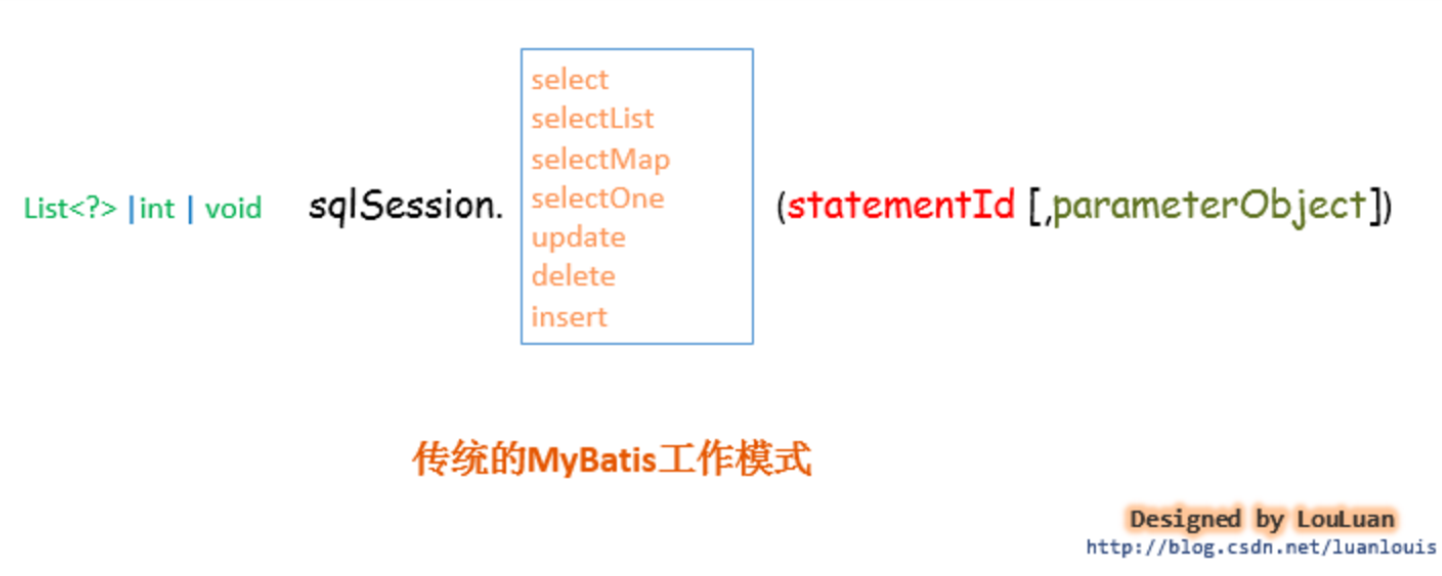 select
selectList
selectMap
List<?> |int | void sqlSession. selectOne (statementId [,parameterObject])
update
delete
insert
传统的MyBatis工作模式
Designed by LouLuan
http://blog.csdn.net/luanlouis